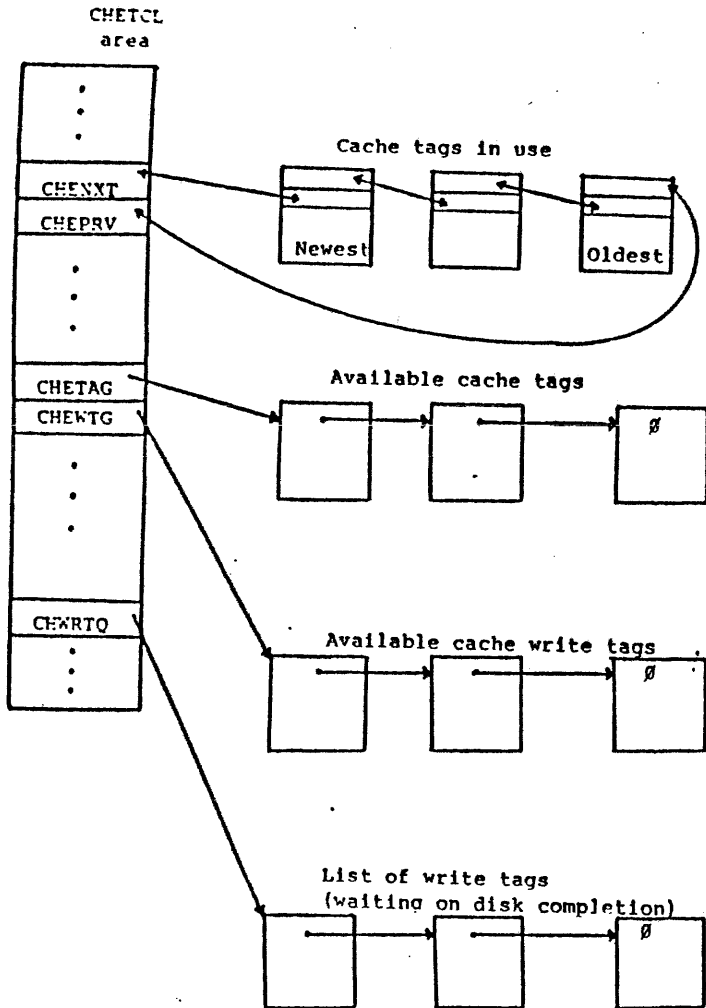 CHETCL
area
Cache tags in use
CHENXT
CHEPRV
Newest
Oldest
Available cache tags
CHETAG
CHEWTG
Ø
CHWRTQ
Available cache write tags
Ø
List of write tags
(waiting on disk completion)
Ø